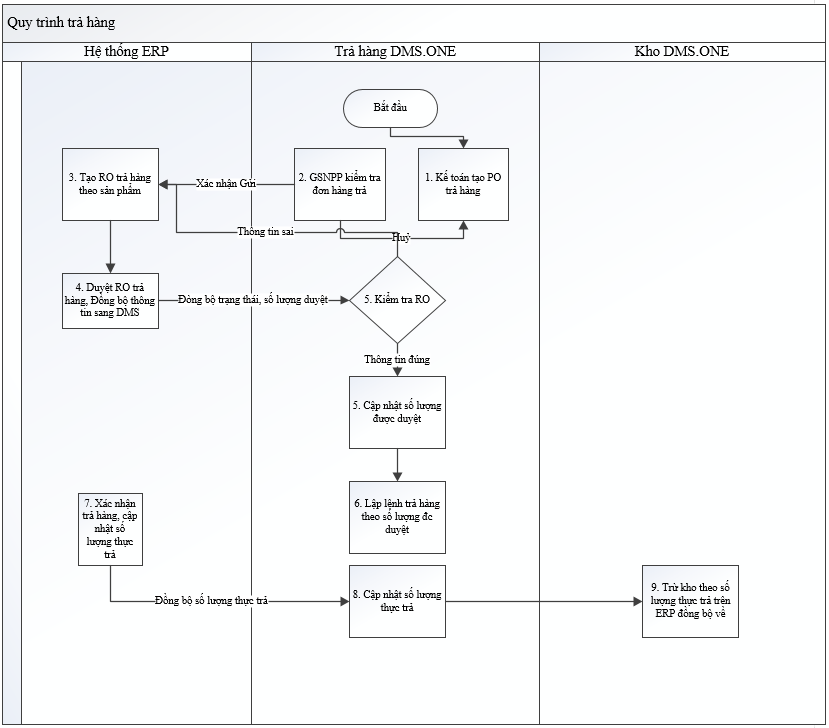 Quy trình trả hàng
Hệ thống ERP
Trả hàng DMS.ONE
Kho DMS.ONE
Bắt đầu
3. Tạo RO trả hàng
theo sản phẩm
Xác nhận Gửi
2. GSNPP kiểm tra
đơn hàng trả
1. Kế toán tạo PO
trả hàng
Thông tin sai
Huỷ
4. Duyệt RO trả
hàng, Đồng bộ thông
tin sang DMS
Đồng bộ trạng thái, số lượng duyệt
5. Kiểm tra RO
Thông tin đúng
5. Cập nhật số lượng
được duyệt
6. Lập lệnh trả hàng
theo số lượng đc
duyệt
7. Xác nhận
trả hàng, cập
nhật số
lượng thực
trả
Đồng bộ số lượng thực trả
8. Cập nhật số lượng
thực trả
9. Trừ kho theo số
lượng thực trả trên
ERP đồng bộ về